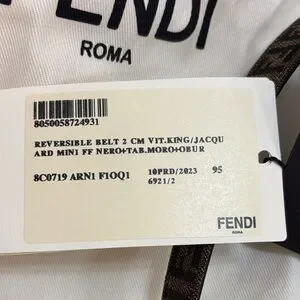 FENDI
ROMA
8050058724931
REVERSIBLE BELT 2 CM VIT.KING/JACQU
ARD MINI FF NERO+TAB.MORO+OBUR
8C0719 ARN1 F1OQ1 10PRD/2023 95
6921/2
FENDI
ROMA